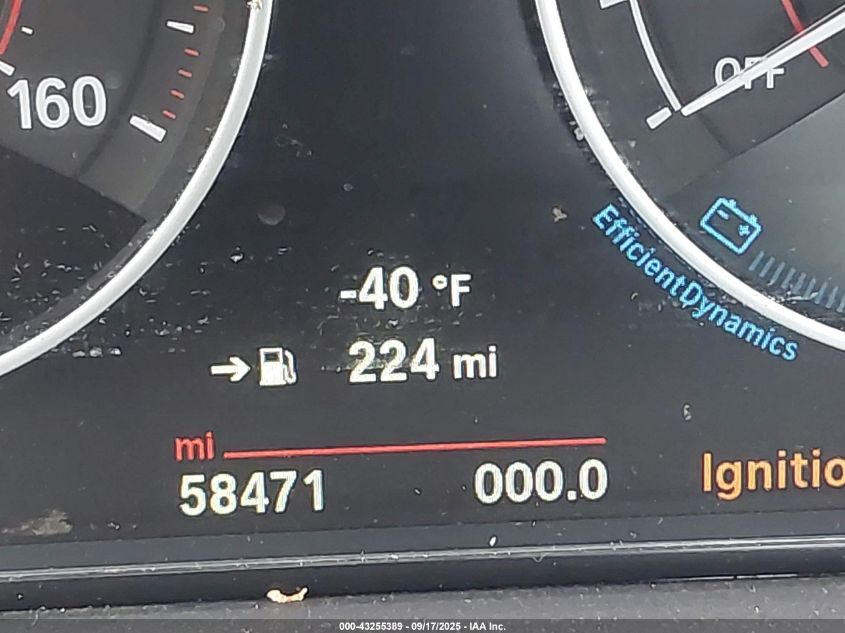 160
OFF
EfficientDynamics
-40 °F
224 mi
mi
58471 000.0
Ignitio
000-43255389 - 09/17/2025 - IAA Inc.